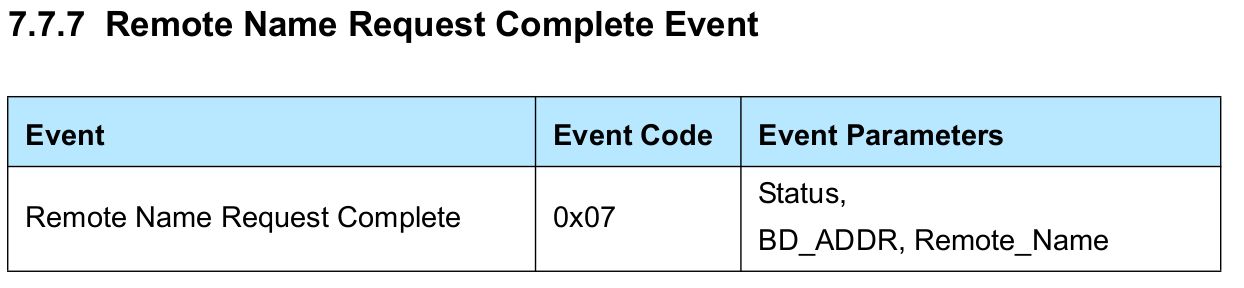 7.7.7 Remote Name Request Complete Event
Event Event Code Event Parameters
Remote Name Request Complete 0x07 Status,
BD_ADDR, Remote_Name